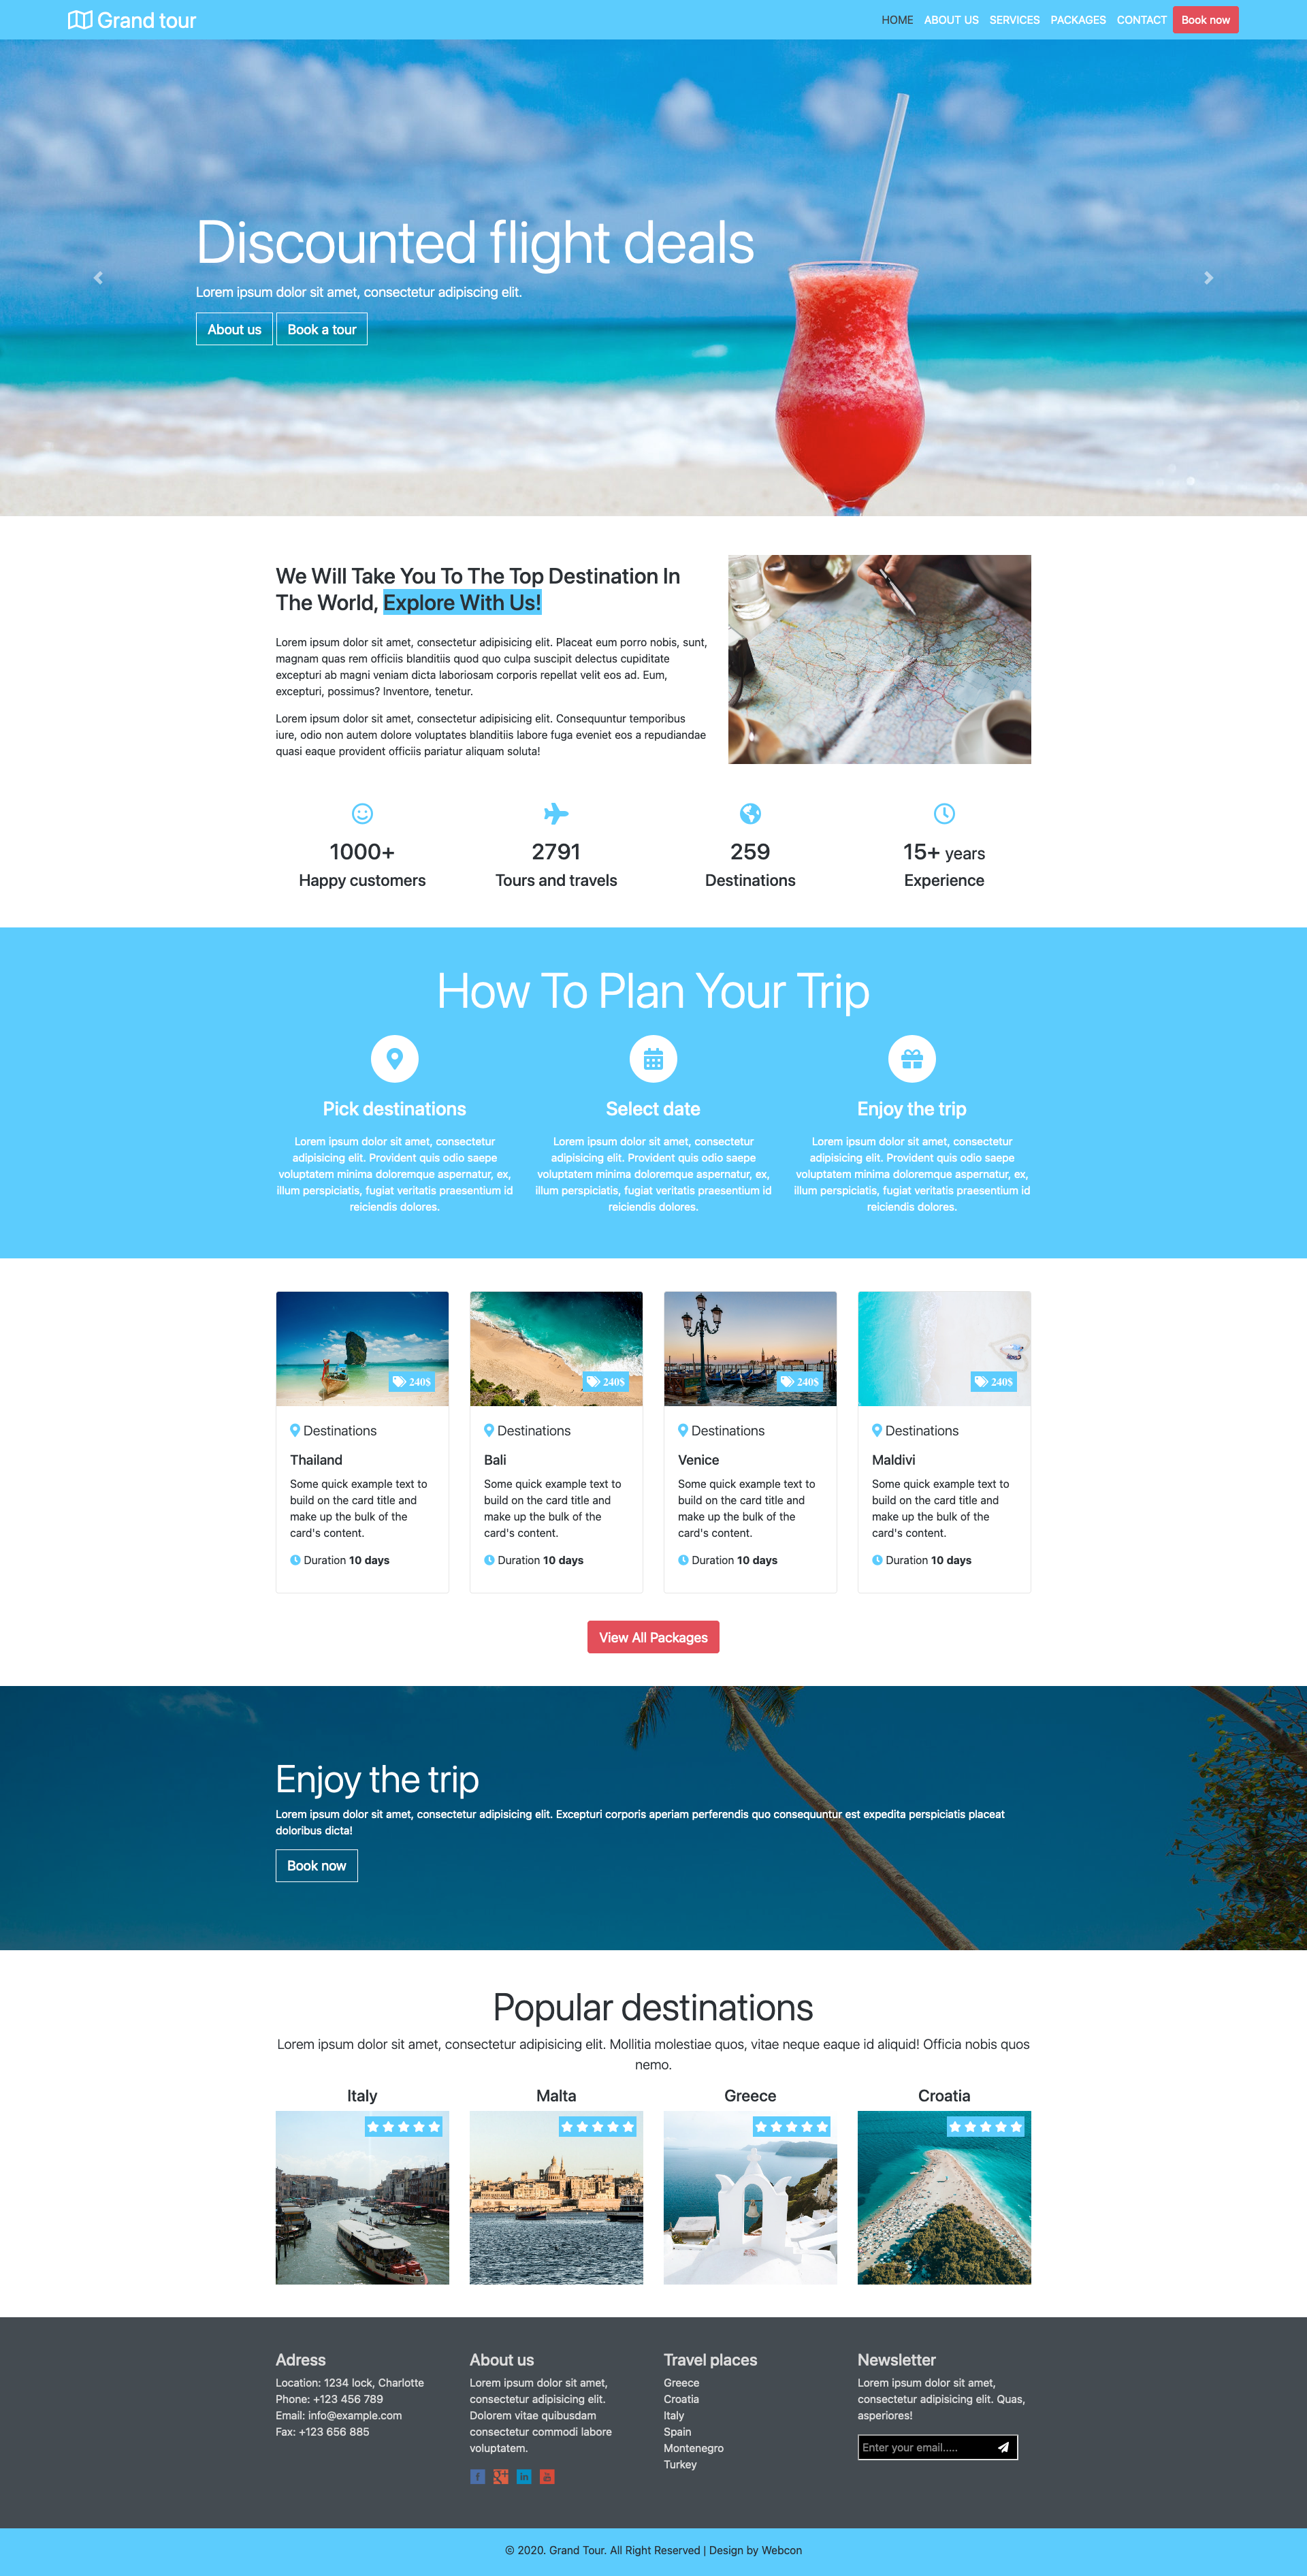 Grand tour
HOME ABOUT US SERVICES PACKAGES CONTACT Book now
Discounted flight deals
Lorem ipsum dolor sit amet, consectetur adipiscing elit.
About us Book a tour
We Will Take You To The Top Destination In
The World, Explore With Us!
Lorem ipsum dolor sit amet, consectetur adipisicing elit. Placeat eum porro nobis, sunt,
magnam quas rem officiis blanditiis quod quo culpa suscipit delectus cupiditate
excepturi ab magni veniam dicta laboriosam corporis repellat velit eos ad. Eum,
excepturi, possimus? Inventore, tenetur.
Lorem ipsum dolor sit amet, consectetur adipisicing elit. Consequuntur temporibus
iure, odio non autem dolore voluptates blanditiis labore fuga eveniet eos a repudiandae
quasi eaque provident officiis pariatur aliquam soluta!
1000+
Happy customers
2791
Tours and travels
259
Destinations
15+ years
Experience
How To Plan Your Trip
Pick destinations
Lorem ipsum dolor sit amet, consectetur
adipisicing elit. Provident quis odio saepe
voluptatem minima doloremque aspernatur, ex,
illum perspiciatis, fugiat veritatis praesentium id
reiciendis dolores.
Select date
Lorem ipsum dolor sit amet, consectetur
adipisicing elit. Provident quis odio saepe
voluptatem minima doloremque aspernatur, ex,
illum perspiciatis, fugiat veritatis praesentium id
reiciendis dolores.
Enjoy the trip
Lorem ipsum dolor sit amet, consectetur
adipisicing elit. Provident quis odio saepe
voluptatem minima doloremque aspernatur, ex,
illum perspiciatis, fugiat veritatis praesentium id
reiciendis dolores.
240$
Destinations
Thailand
Some quick example text to
build on the card title and
make up the bulk of the
card's content.
Duration 10 days
240$
Destinations
Bali
Some quick example text to
build on the card title and
make up the bulk of the
card's content.
Duration 10 days
240$
Destinations
Venice
Some quick example text to
build on the card title and
make up the bulk of the
card's content.
Duration 10 days
240$
Destinations
Maldivi
Some quick example text to
build on the card title and
make up the bulk of the
card's content.
Duration 10 days
View All Packages
Enjoy the trip
Lorem ipsum dolor sit amet, consectetur adipisicing elit. Excepturi corporis aperiam perferendis quo consequuntur est expedita perspiciatis placeat
doloribus dicta!
Book now
Popular destinations
Lorem ipsum dolor sit amet, consectetur adipisicing elit. Mollitia molestiae quos, vitae neque eaque id aliquid! Officia nobis quos
nemo.
Italy
Malta
Greece
Croatia
Adress
Location: 1234 lock, Charlotte
Phone: +123 456 789
Email: info@example.com
Fax: +123 656 885
About us
Lorem ipsum dolor sit amet,
consectetur adipisicing elit.
Dolorem vitae quibusdam
consectetur commodi labore
voluptatem.
Travel places
Greece
Croatia
Italy
Spain
Montenegro
Turkey
Newsletter
Lorem ipsum dolor sit amet,
consectetur adipisicing elit. Quas,
asperiores!
Enter your email.....
© 2020. Grand Tour. All Right Reserved | Design by Webcon